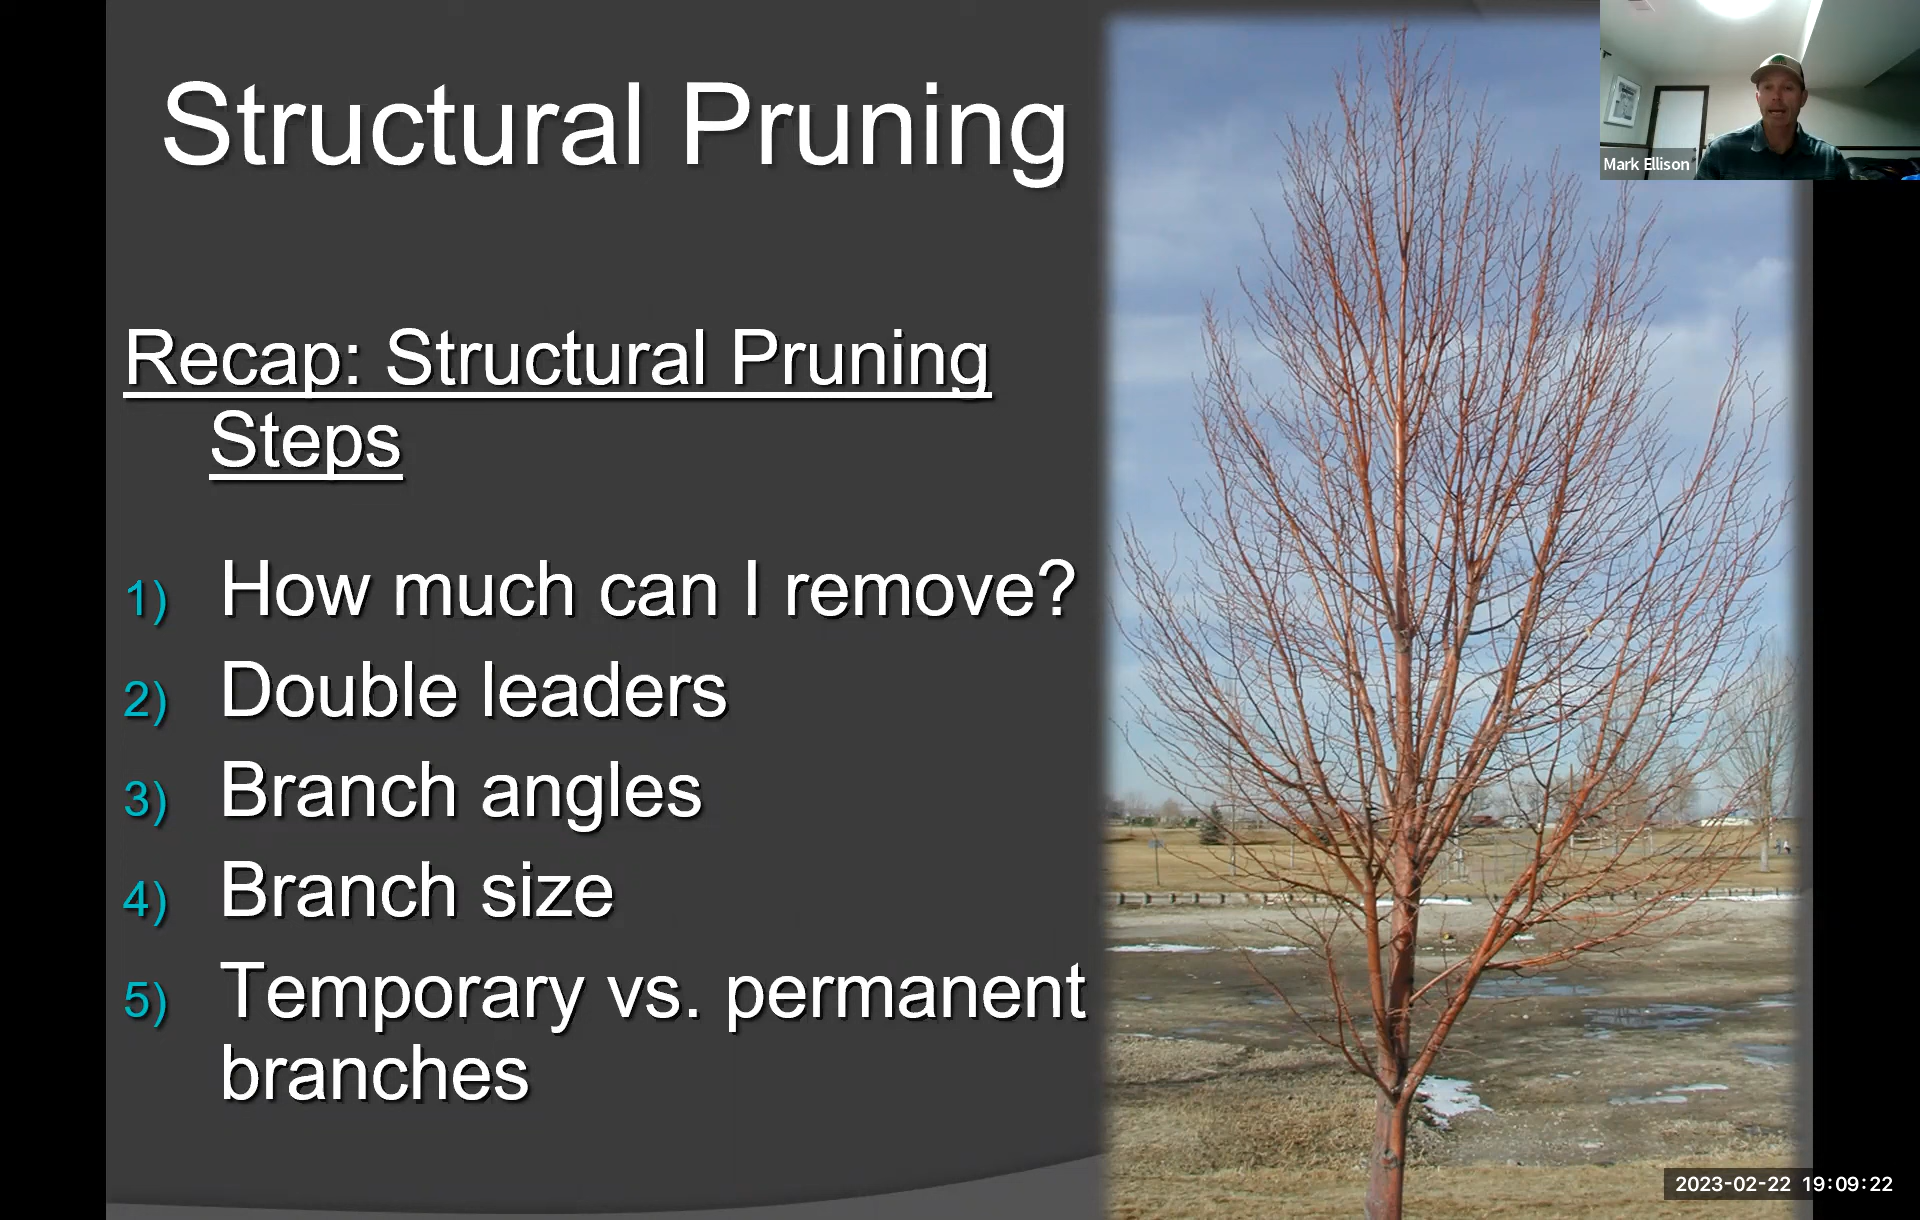 Structural Pruning
Mark Ellison
Recap: Structural Pruning
Steps
1) How much can I remove?
2) Double leaders
3) Branch angles
4) Branch size
5) Temporary vs. permanent
branches
2023-02-22 19:09:22